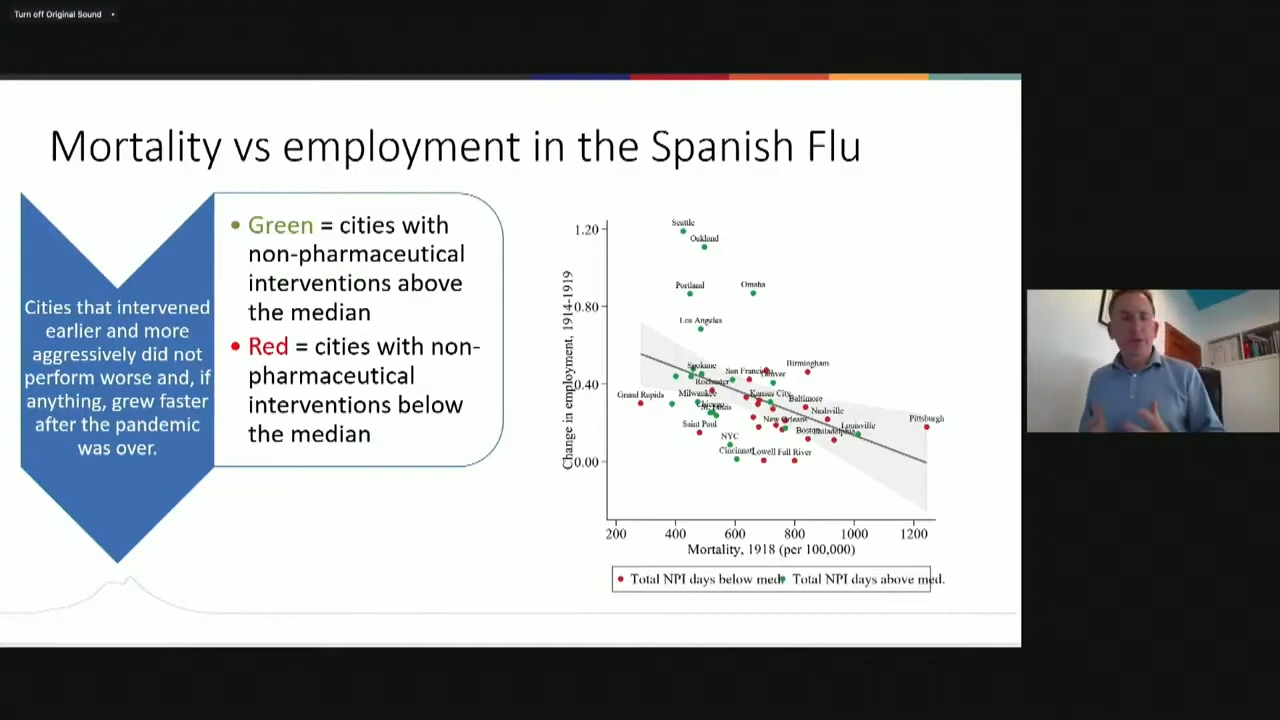 Turn off Original Sound
Mortality vs employment in the Spanish Flu
Cities that intervened
earlier and more
aggressively did not
perform worse and, if
anything, grew faster
after the pandemic
was over.
• Green = cities with
non-pharmaceutical
interventions above
the median
• Red = cities with non-
pharmaceutical
interventions below
the median
Change in employment, 1914-1919
1.20
0.80
0.40
0.00
Seattle
Oakland
Portland
Omaha
Los Angeles
Spokane
San Francisco
Denver
Birmingham
Rochester
Grand Rapids
Milwaukee
Kansas City
Baltimore
Chicago
Nashville
Saint Paul
New Orleans
Louisville
Pittsburgh
Boston
Philadelphia
NYC
Cincinnati
Lowell
Fall River
200 400 600 800 1000 1200
Mortality, 1918 (per 100,000)
Total NPI days below med.
Total NPI days above med.